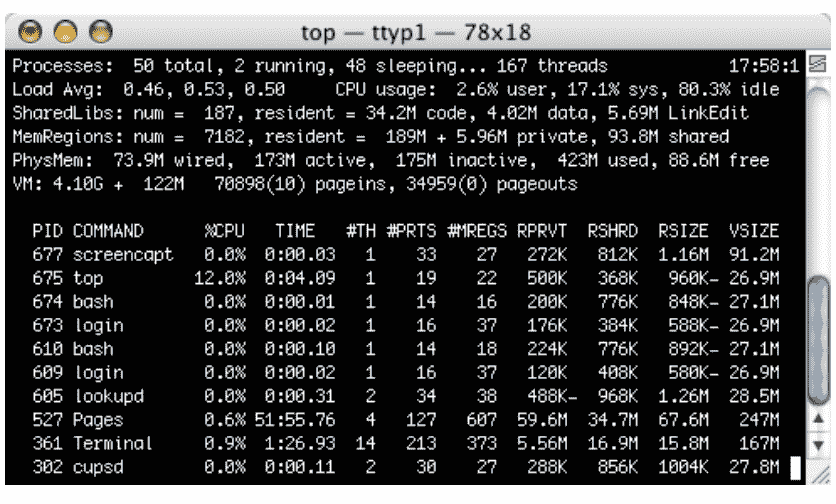 top — ttyp1 — 78x18
Processes:  50 total, 2 running, 48 sleeping... 167 threads            17:58:1
Load Avg:  0.46, 0.53, 0.50     CPU usage:  2.6% user, 17.1% sys, 80.3% idle
SharedLibs: num =  187, resident = 34.2M code, 4.02M data, 5.69M LinkEdit
MemRegions: num =  7182, resident =  189M + 5.96M private, 93.8M shared
PhysMem:  73.9M wired,  173M active,  175M inactive,  423M used, 88.6M free
VM: 4.10G +  122M   70898(10) pageins, 34959(0) pageouts
PID COMMAND      %CPU   TIME   #TH #PRTS #MREGS RPRVT  RSHRD  RSIZE  VSIZE
677 screencapt   0.0%  0:00.03   1    33    27   272K   812K  1.16M  91.2M
675 top         12.0%  0:04.09   1    19    22   500K   368K   960K- 26.9M
674 bash         0.0%  0:00.01   1    14    16   200K   776K   848K- 27.1M
673 login        0.0%  0:00.02   1    16    37   176K   384K   588K- 26.9M
610 bash         0.0%  0:00.10   1    14    18   224K   776K   892K- 27.1M
609 login        0.0%  0:00.02   1    16    37   120K   408K   580K- 26.9M
605 lookupd      0.0%  0:00.31   2    34    38   488K-  968K  1.26M  28.5M
527 Pages        0.6% 51:55.76   4   127   607  59.6M  34.7M  67.6M   247M
361 Terminal     0.9%  1:26.93  14   213   373  5.56M  16.9M  15.8M   167M
302 cupsd        0.0%  0:00.11   2    30    27   288K   856K  1004K  27.8M